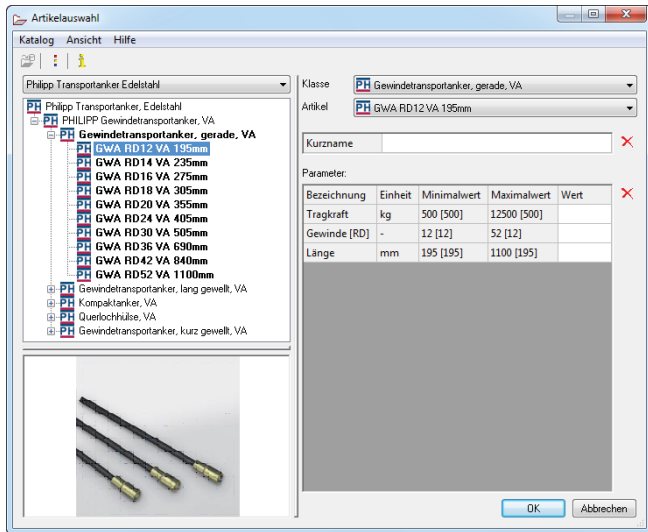 Artikelauswahl
Katalog Ansicht Hilfe
Philipp Transportanker Edelstahl
PH Philipp Transportanker, Edelstahl
PH PHILIPP Gewindetransportanker, VA
PH Gewindetransportanker, gerade, VA
PH GWA RD12 VA 195mm
PH GWA RD14 VA 235mm
PH GWA RD16 VA 275mm
PH GWA RD18 VA 305mm
PH GWA RD20 VA 355mm
PH GWA RD24 VA 405mm
PH GWA RD30 VA 505mm
PH GWA RD36 VA 690mm
PH GWA RD42 VA 840mm
PH GWA RD52 VA 1100mm
PH Gewindetransportanker, lang gewellt, VA
PH Kompaktanker, VA
PH Querlochhülse, VA
PH Gewindetransportanker, kurz gewellt, VA
Klasse PH Gewindetransportanker, gerade, VA
Artikel PH GWA RD12 VA 195mm
Kurzname
Parameter:
Bezeichnung Einheit Minimalwert Maximalwert Wert
Tragkraft kg 500 [500] 12500 [500]
Gewinde [RD] - 12 [12] 52 [12]
Länge mm 195 [195] 1100 [195]
OK Abbrechen